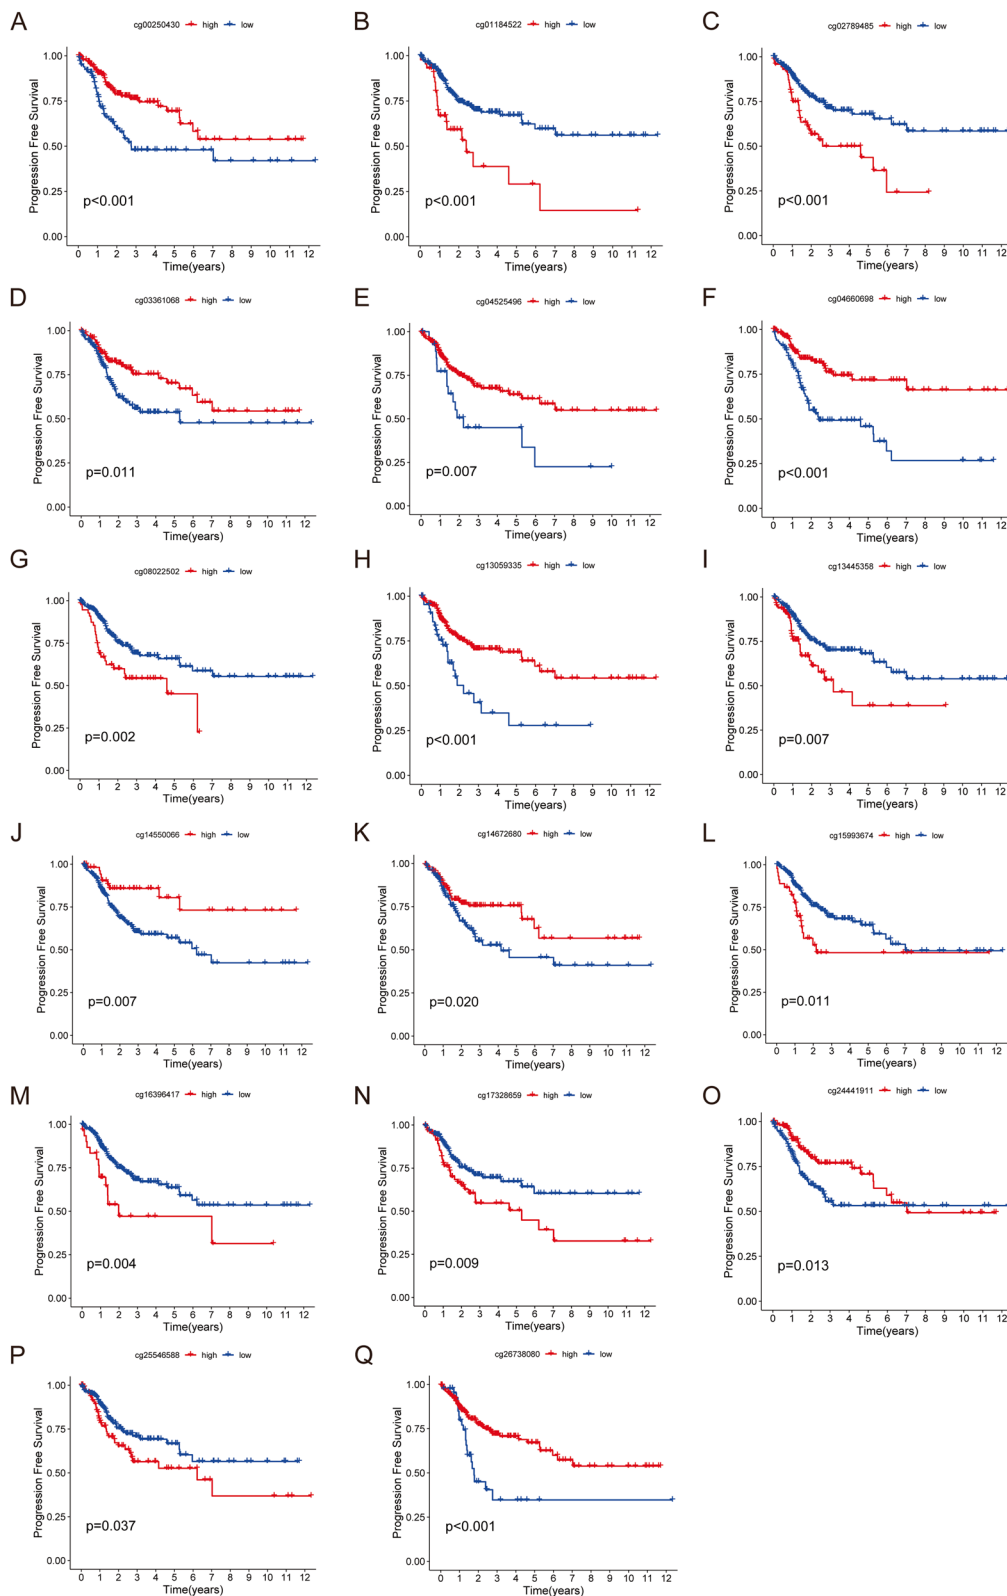 A
cg00250430 high low
Progression Free Survival
1.00
0.75
0.50
0.25
0.00
p<0.001
0 1 2 3 4 5 6 7 8 9 10 11 12
Time(years)
B
cg01184522 high low
Progression Free Survival
1.00
0.75
0.50
0.25
0.00
p<0.001
0 1 2 3 4 5 6 7 8 9 10 11 12
Time(years)
C
cg02789485 high low
Progression Free Survival
1.00
0.75
0.50
0.25
0.00
p<0.001
0 1 2 3 4 5 6 7 8 9 10 11 12
Time(years)
D
cg03361068 high low
Progression Free Survival
1.00
0.75
0.50
0.25
0.00
p=0.011
0 1 2 3 4 5 6 7 8 9 10 11 12
Time(years)
E
cg04525496 high low
Progression Free Survival
1.00
0.75
0.50
0.25
0.00
p=0.007
0 1 2 3 4 5 6 7 8 9 10 11 12
Time(years)
F
cg04660698 high low
Progression Free Survival
1.00
0.75
0.50
0.25
0.00
p<0.001
0 1 2 3 4 5 6 7 8 9 10 11 12
Time(years)
G
cg08022502 high low
Progression Free Survival
1.00
0.75
0.50
0.25
0.00
p=0.002
0 1 2 3 4 5 6 7 8 9 10 11 12
Time(years)
H
cg13059335 high low
Progression Free Survival
1.00
0.75
0.50
0.25
0.00
p<0.001
0 1 2 3 4 5 6 7 8 9 10 11 12
Time(years)
I
cg13445358 high low
Progression Free Survival
1.00
0.75
0.50
0.25
0.00
p=0.007
0 1 2 3 4 5 6 7 8 9 10 11 12
Time(years)
J
cg14550066 high low
Progression Free Survival
1.00
0.75
0.50
0.25
0.00
p=0.007
0 1 2 3 4 5 6 7 8 9 10 11 12
Time(years)
K
cg14672680 high low
Progression Free Survival
1.00
0.75
0.50
0.25
0.00
p=0.020
0 1 2 3 4 5 6 7 8 9 10 11 12
Time(years)
L
cg15993674 high low
Progression Free Survival
1.00
0.75
0.50
0.25
0.00
p=0.011
0 1 2 3 4 5 6 7 8 9 10 11 12
Time(years)
M
cg16396417 high low
Progression Free Survival
1.00
0.75
0.50
0.25
0.00
p=0.004
0 1 2 3 4 5 6 7 8 9 10 11 12
Time(years)
N
cg17328659 high low
Progression Free Survival
1.00
0.75
0.50
0.25
0.00
p=0.009
0 1 2 3 4 5 6 7 8 9 10 11 12
Time(years)
O
cg24441911 high low
Progression Free Survival
1.00
0.75
0.50
0.25
0.00
p=0.013
0 1 2 3 4 5 6 7 8 9 10 11 12
Time(years)
P
cg25546588 high low
Progression Free Survival
1.00
0.75
0.50
0.25
0.00
p=0.037
0 1 2 3 4 5 6 7 8 9 10 11 12
Time(years)
Q
cg26738080 high low
Progression Free Survival
1.00
0.75
0.50
0.25
0.00
p<0.001
0 1 2 3 4 5 6 7 8 9 10 11 12
Time(years)